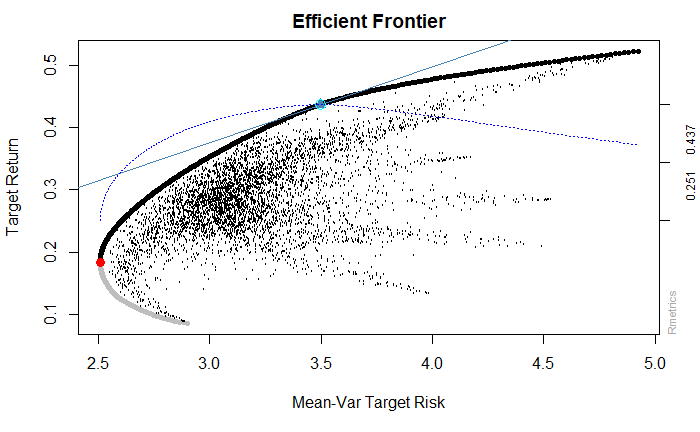 Efficient Frontier
Target Return
0.5
0.4
0.3
0.2
0.1
0.437
0.251
Rmetrics
2.5 3.0 3.5 4.0 4.5 5.0
Mean-Var Target Risk